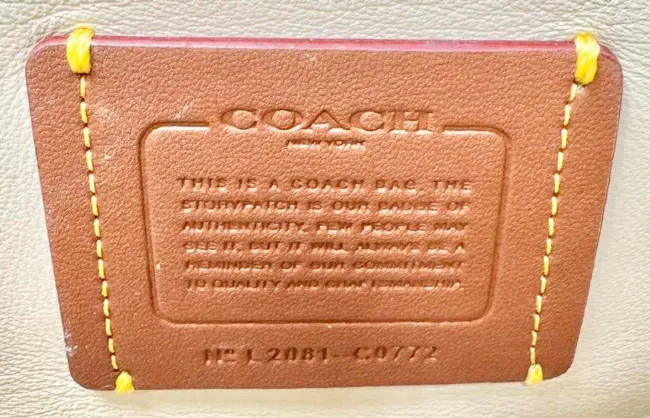 COACH
NEW YORK
THIS IS A COACH BAG. THE
STORYPATCH IS OUR BADGE OF
AUTHENTICITY. FEW PEOPLE MAY
SEE IT, BUT IT WILL ALWAYS BE A
REMINDER OF OUR COMMITMENT
TO QUALITY AND CRAFTSMANSHIP.
Nº L2081-C0772